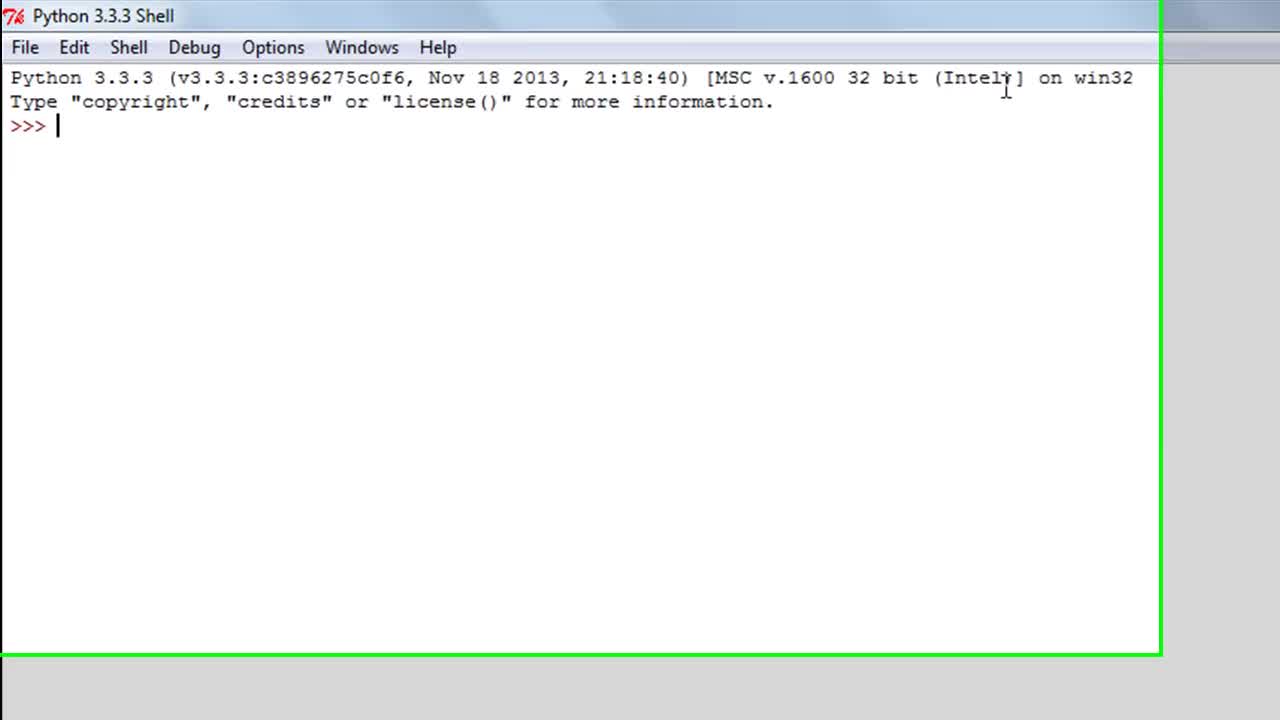 Python 3.3.3 Shell
File Edit Shell Debug Options Windows Help
Python 3.3.3 (v3.3.3:c3896275c0f6, Nov 18 2013, 21:18:40) [MSC v.1600 32 bit (Intel)] on win32
Type "copyright", "credits" or "license()" for more information.
>>>